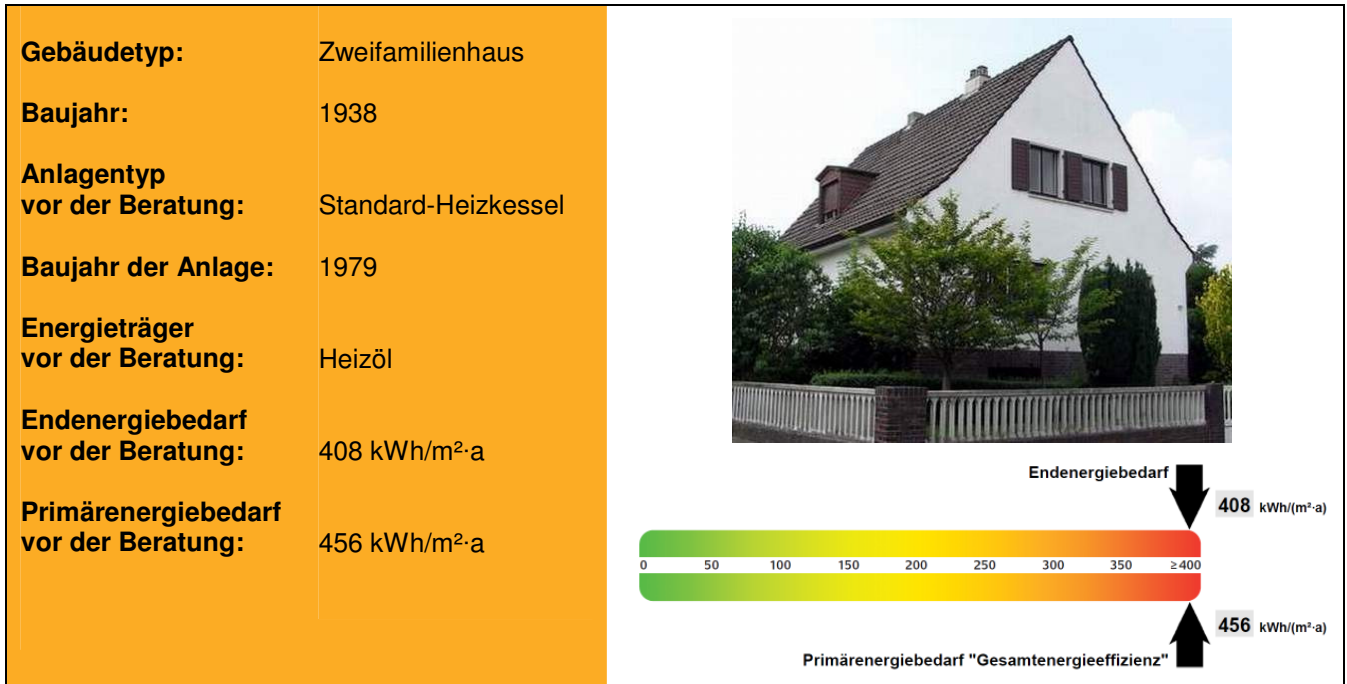 Gebäudetyp: Zweifamilienhaus
Baujahr: 1938
Anlagentyp
vor der Beratung: Standard-Heizkessel
Baujahr der Anlage: 1979
Energieträger
vor der Beratung: Heizöl
Endenergiebedarf
vor der Beratung: 408 kWh/m²·a
Primärenergiebedarf
vor der Beratung: 456 kWh/m²·a
Endenergiebedarf
408 kWh/(m²·a)
0 50 100 150 200 250 300 350 ≥400
456 kWh/(m²·a)
Primärenergiebedarf "Gesamtenergieeffizienz"